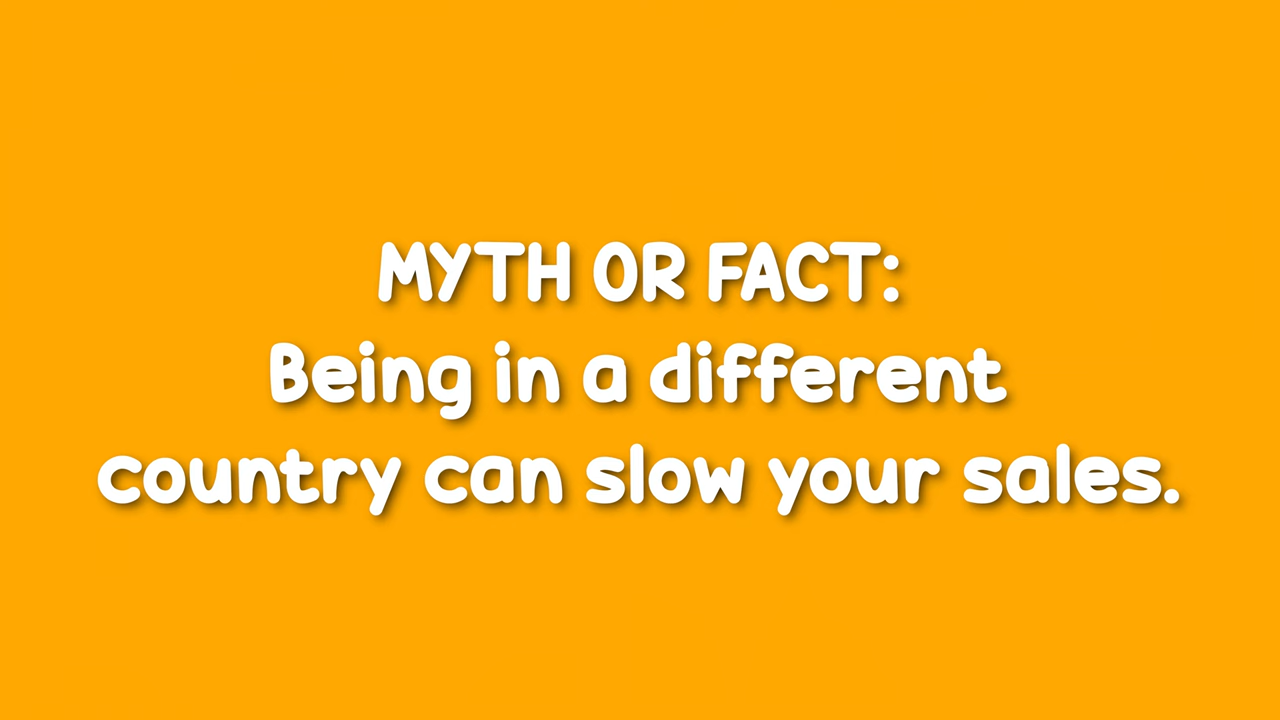 MYTH OR FACT:
Being in a different
country can slow your sales.